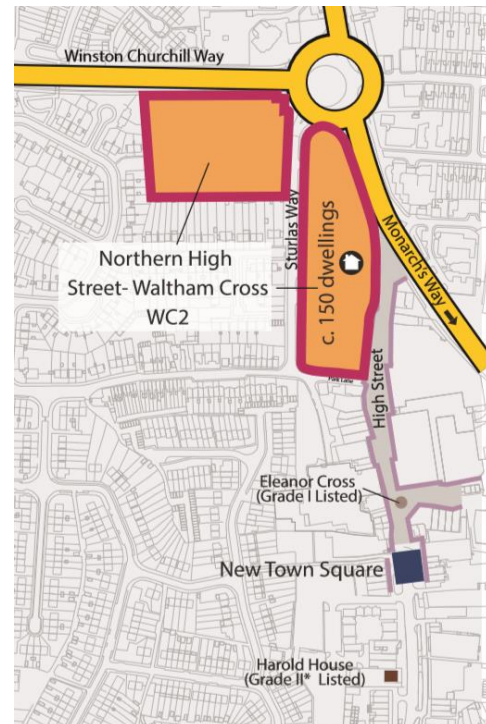 Winston Churchill Way
Sturlas Way
c. 150 dwellings
Monarch's Way
Northern High
Street- Waltham Cross
WC2
High Street
Eleanor Cross
(Grade I Listed)
New Town Square
Harold House
(Grade II* Listed)